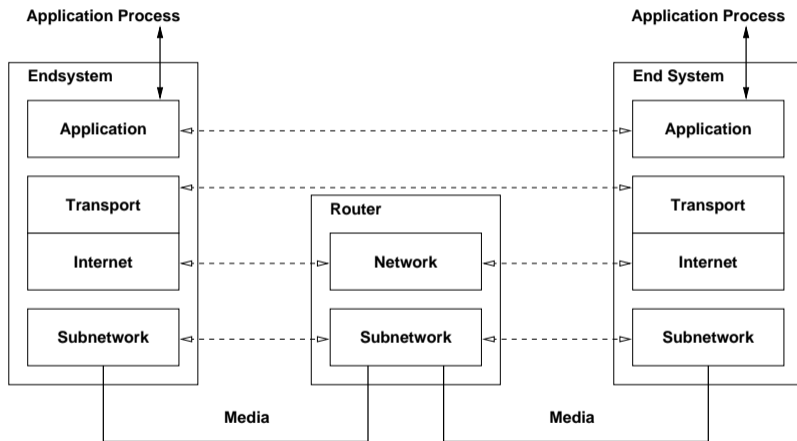 Application Process
Application Process
Endsystem
End System
Application
Application
Transport
Transport
Router
Internet
Network
Internet
Subnetwork
Subnetwork
Subnetwork
Media
Media